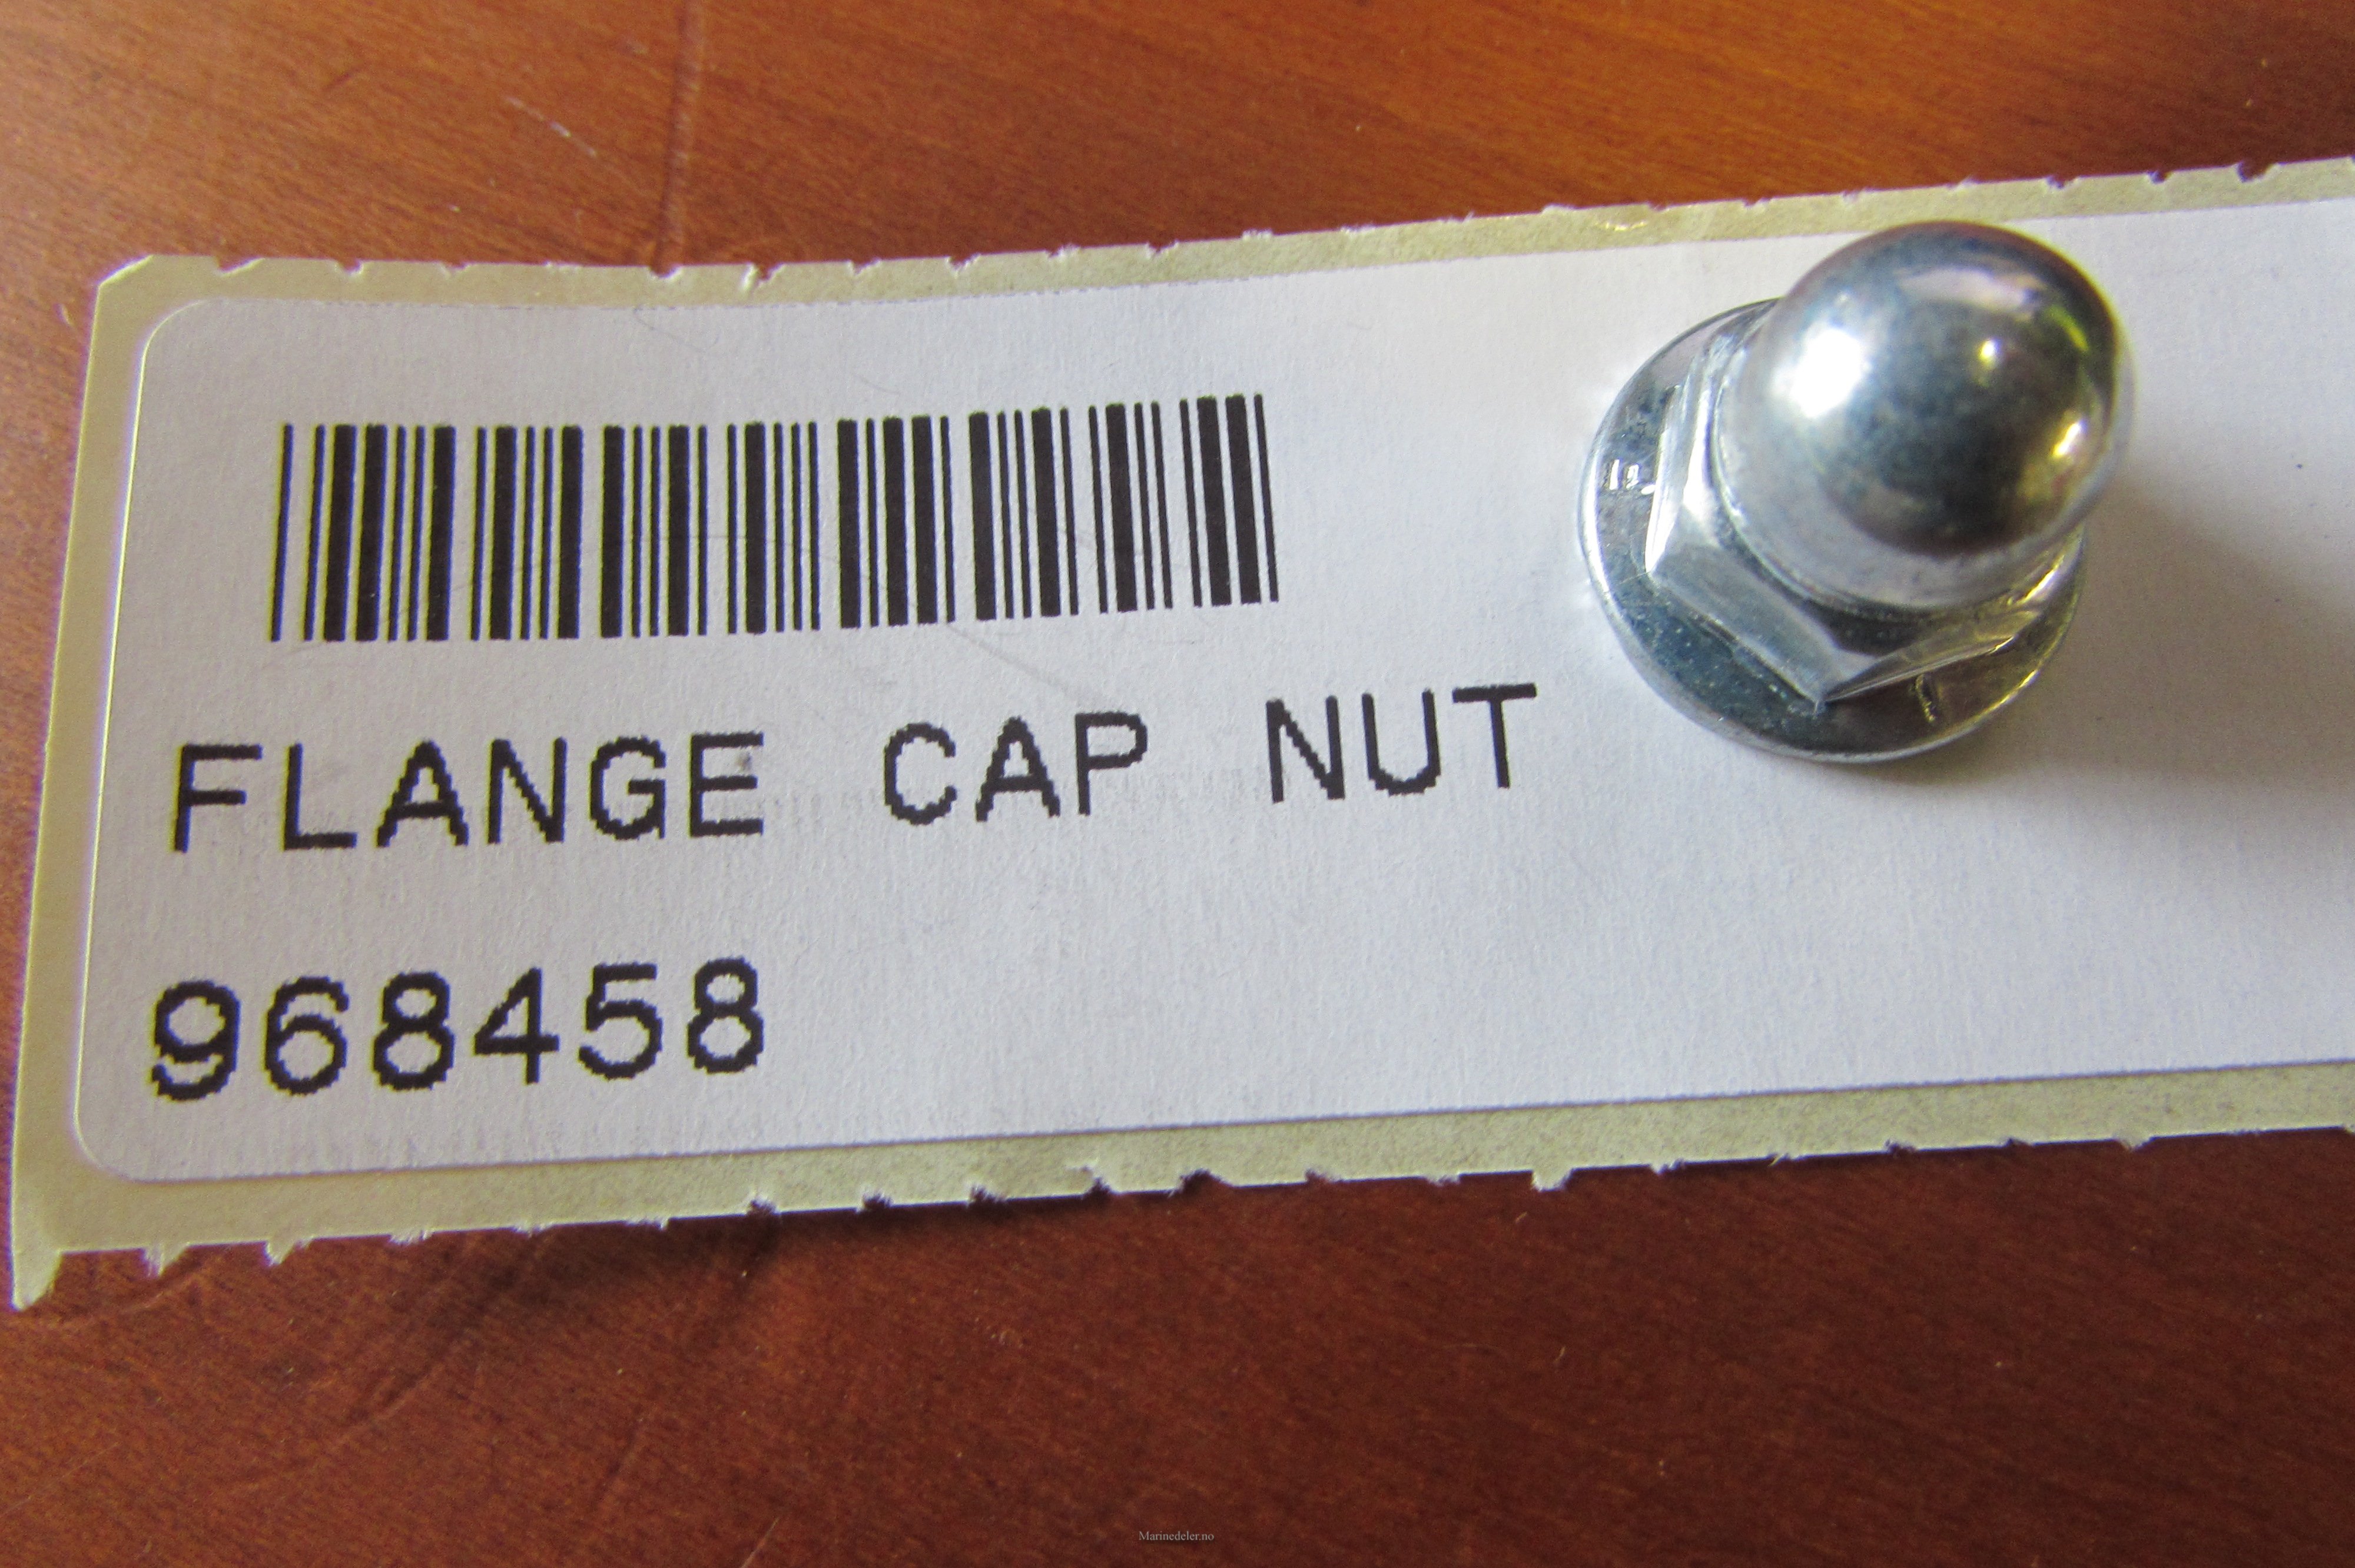 FLANGE CAP NUT
968458
Marinedeler.no